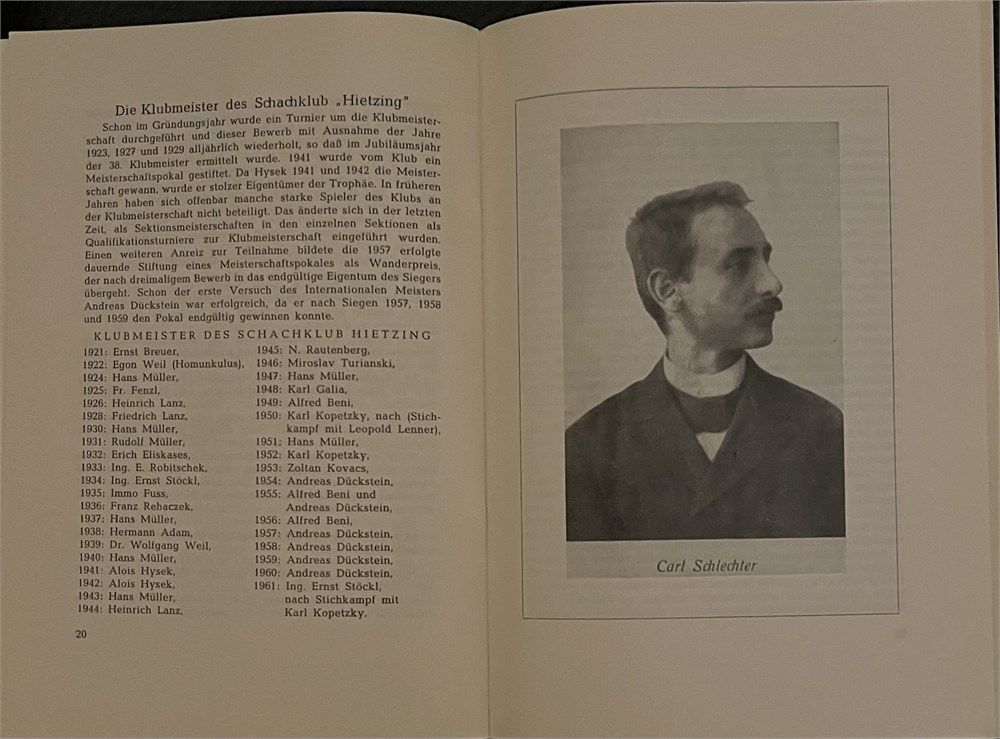 Die Klubmeister des Schachklub „Hietzing"
Schon im Gründungsjahr wurde ein Turnier um die Klubmeister-
schaft durchgeführt und dieser Bewerb mit Ausnahme der Jahre
1923, 1927 und 1929 alljährlich wiederholt, so daß im Jubiläumsjahr
der 38. Klubmeister ermittelt wurde. 1941 wurde vom Klub ein
Meisterschaftspokal gestiftet. Da Hysek 1941 und 1942 die Meister-
schaft gewann, wurde er stolzer Eigentümer der Trophäe. In früheren
Jahren haben sich offenbar manche starke Spieler des Klubs an
der Klubmeisterschaft nicht beteiligt. Das änderte sich in der letzten
Zeit, als Sektionsmeisterschaften in den einzelnen Sektionen als
Qualifikationsturniere zur Klubmeisterschaft eingeführt wurden.
Einen weiteren Anreiz zur Teilnahme bildete die 1957 erfolgte
dauernde Stiftung eines Meisterschaftspokales als Wanderpreis,
der nach dreimaligem Bewerb in das endgültige Eigentum des Siegers
übergeht. Schon der erste Versuch des Internationalen Meisters
Andreas Dückstein war erfolgreich, da er nach Siegen 1957, 1958
und 1959 den Pokal endgültig gewinnen konnte.
KLUBMEISTER DES SCHACHKLUB HIETZING
1921: Ernst Breuer,
1922: Egon Weil (Homunkulus),
1924: Hans Müller,
1925: Fr. Fenzl,
1926: Heinrich Lanz,
1928: Friedrich Lanz,
1930: Hans Müller,
1931: Rudolf Müller,
1932: Erich Eliskases,
1933: Ing. E. Robitschek,
1934: Ing. Ernst Stöckl,
1935: Immo Fuss,
1936: Franz Rehaczek,
1937: Hans Müller,
1938: Hermann Adam,
1939: Dr. Wolfgang Weil,
1940: Hans Müller,
1941: Alois Hysek,
1942: Alois Hysek,
1943: Hans Müller,
1944: Heinrich Lanz,
1945: N. Rautenberg,
1946: Miroslav Turianski,
1947: Hans Müller,
1948: Karl Galia,
1949: Alfred Beni,
1950: Karl Kopetzky, nach (Stich-
kampf mit Leopold Lenner),
1951: Hans Müller,
1952: Karl Kopetzky,
1953: Zoltan Kovacs,
1954: Andreas Dückstein,
1955: Alfred Beni und
Andreas Dückstein,
1956: Alfred Beni,
1957: Andreas Dückstein,
1958: Andreas Dückstein,
1959: Andreas Dückstein,
1960: Andreas Dückstein,
1961: Ing. Ernst Stöckl,
nach Stichkampf mit
Karl Kopetzky.
20
Carl Schlechter